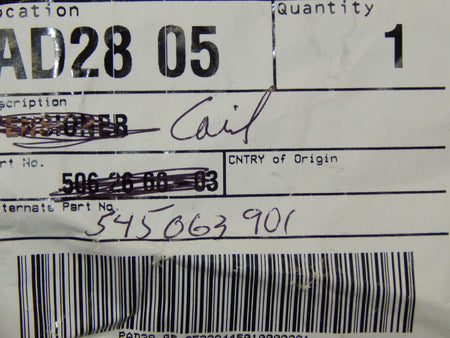 ocation Quantity
AD28 05 1
scription
ENSIONER Coil
rt No. CNTRY of Origin
506 26 60-03
lternate Part No.
545063901